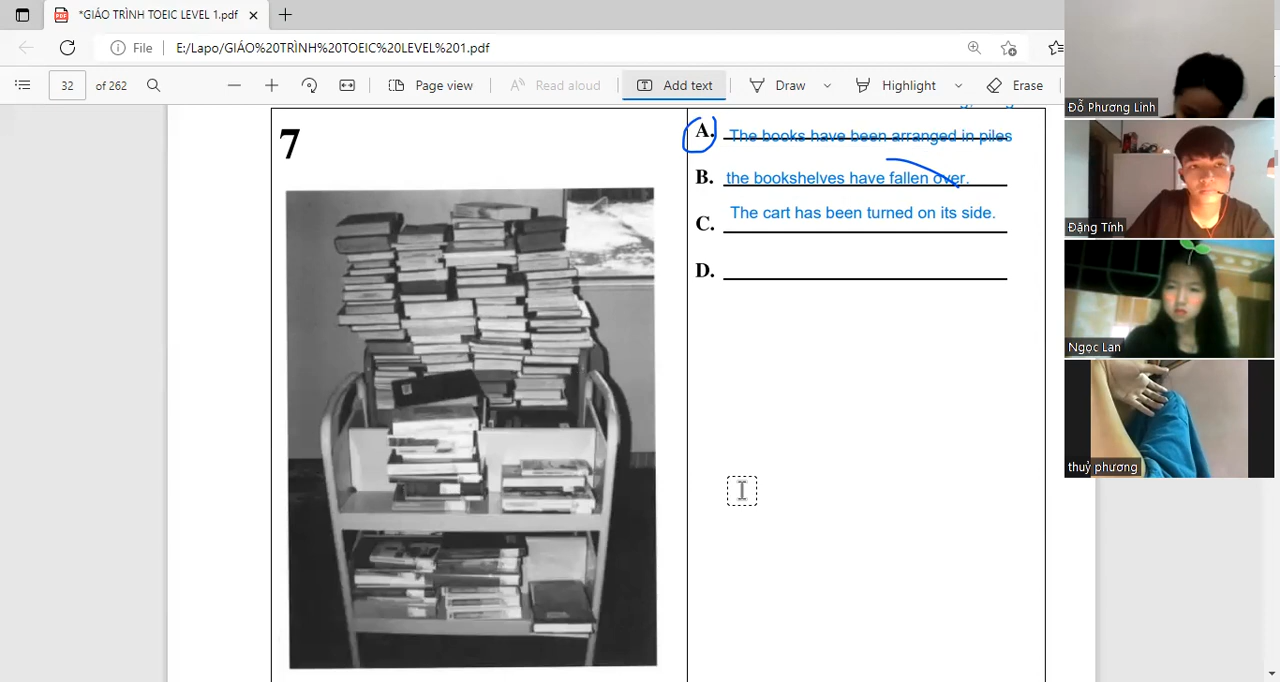 *GIÁO TRÌNH TOEIC LEVEL 1.pdf
File
E:/Lapo/GIÁO%20TRÌNH%20TOEIC%20LEVEL%201.pdf
32 of 262
Page view
Read aloud
Add text
Draw
Highlight
Erase
7
A. The books have been arranged in piles
B. the bookshelves have fallen over.
C. The cart has been turned on its side.
D.
Đỗ Phương Linh
Đặng Tính
Ngọc Lan
thuỷ phương